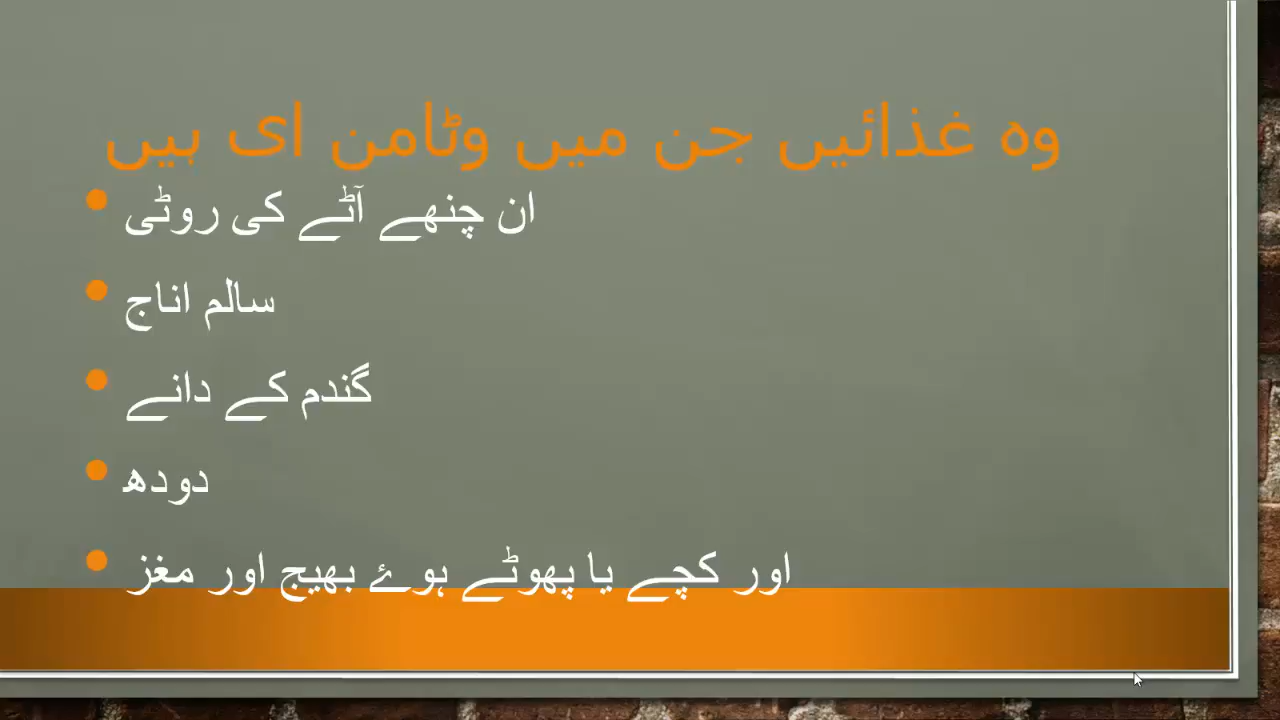 وہ غذائیں جن میں وٹامن ای ہیں
ان چنھے آٹے کی روٹی
سالم اناج
گندم کے دانے
دودھ
اور کچے یا پھوٹے ہوۓ بھیج اور مغز